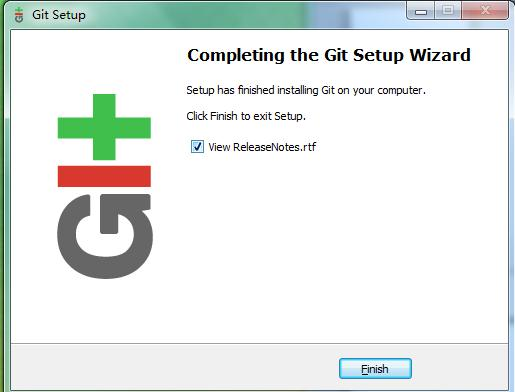 Git Setup
Completing the Git Setup Wizard
Setup has finished installing Git on your computer.
Click Finish to exit Setup.
View ReleaseNotes.rtf
GIt
Finish